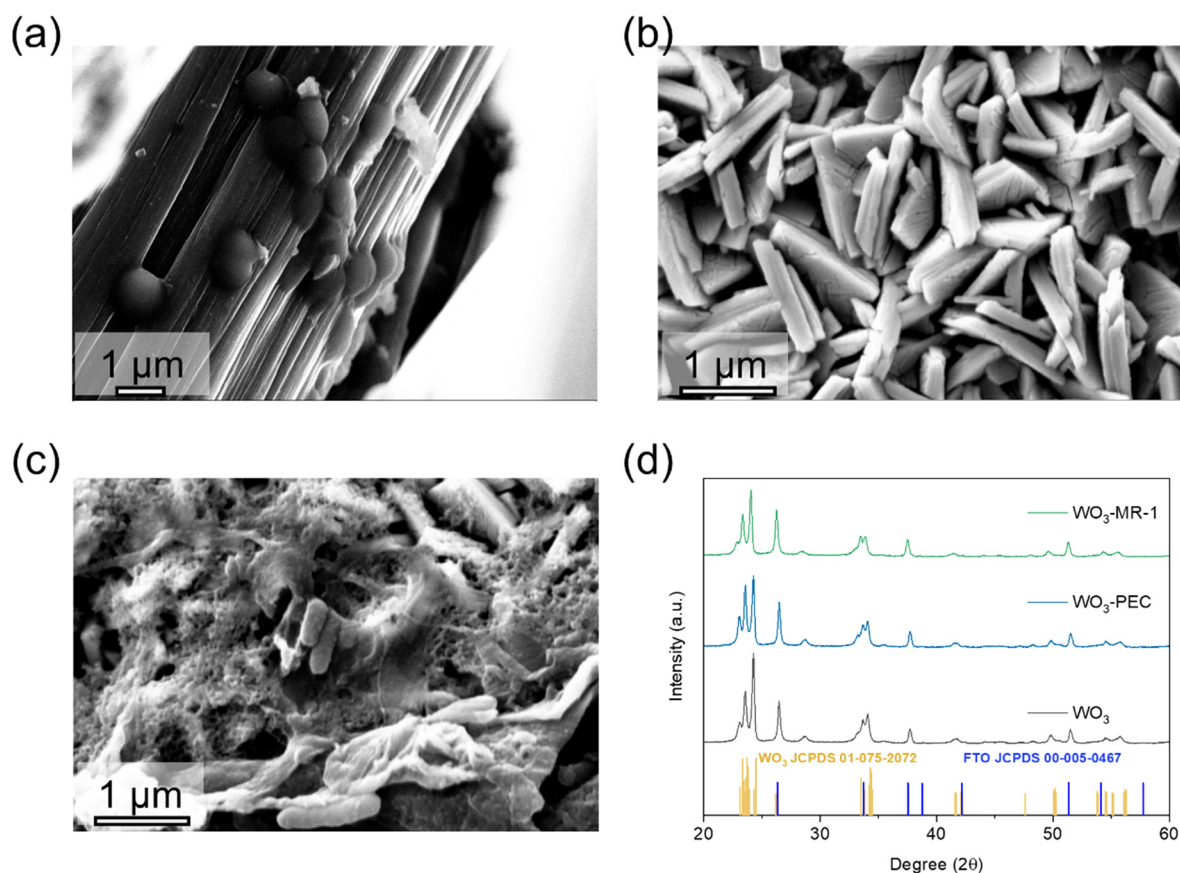 (a)
(b)
1 μm
1 μm
(c)
(d)
1 μm
Intensity (a.u.)
WO₃-MR-1
WO₃-PEC
WO₃
WO₃ JCPDS 01-075-2072
FTO JCPDS 00-005-0467
20
30
40
50
60
Degree (2θ)